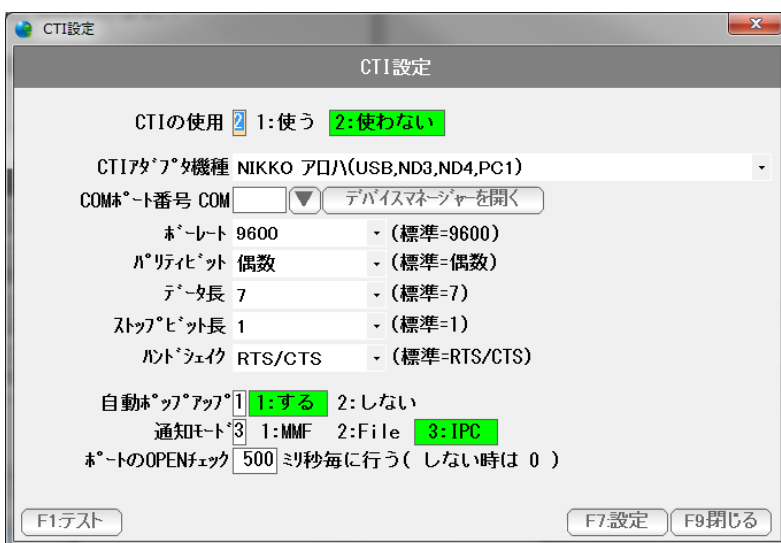 CTI設定
CTI設定
CTIの使用 2 1:使う 2:使わない
CTIｱﾀﾞﾌﾟﾀ機種 NIKKO アロハ(USB,ND3,ND4,PC1)
COMﾎﾟｰﾄ番号 COM ▼ ﾃﾞﾊﾞｲｽﾏﾈｰｼﾞｬｰを開く
ﾎﾞｰﾚｰﾄ 9600 (標準=9600)
ﾊﾟﾘﾃｨﾋﾞｯﾄ 偶数 (標準=偶数)
ﾃﾞｰﾀ長 7 (標準=7)
ｽﾄｯﾌﾟﾋﾞｯﾄ長 1 (標準=1)
ﾊﾝﾄﾞｼｪｲｸ RTS/CTS (標準=RTS/CTS)
自動ﾎﾟｯﾌﾟｱｯﾌﾟ 1 1:する 2:しない
通知ﾓｰﾄﾞ 3 1:MMF 2:File 3:IPC
ﾎﾟｰﾄのOPENﾁｪｯｸ 500 ﾐﾘ秒毎に行う( しない時は 0 )
F1:テスト F7:設定 F9閉じる